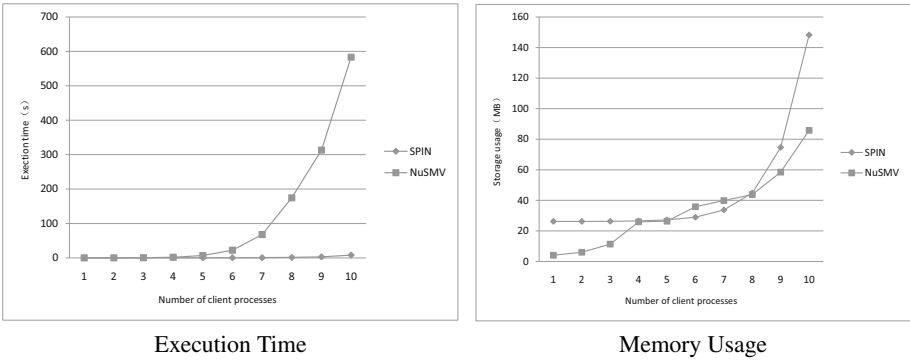 700
600
500
400
300
200
100
0
Exection time（s）
1 2 3 4 5 6 7 8 9 10
Number of client processes
SPIN
NuSMV
160
140
120
100
80
60
40
20
0
Storage usage（MB）
1 2 3 4 5 6 7 8 9 10
Number of client processes
SPIN
NuSMV
Execution Time
Memory Usage